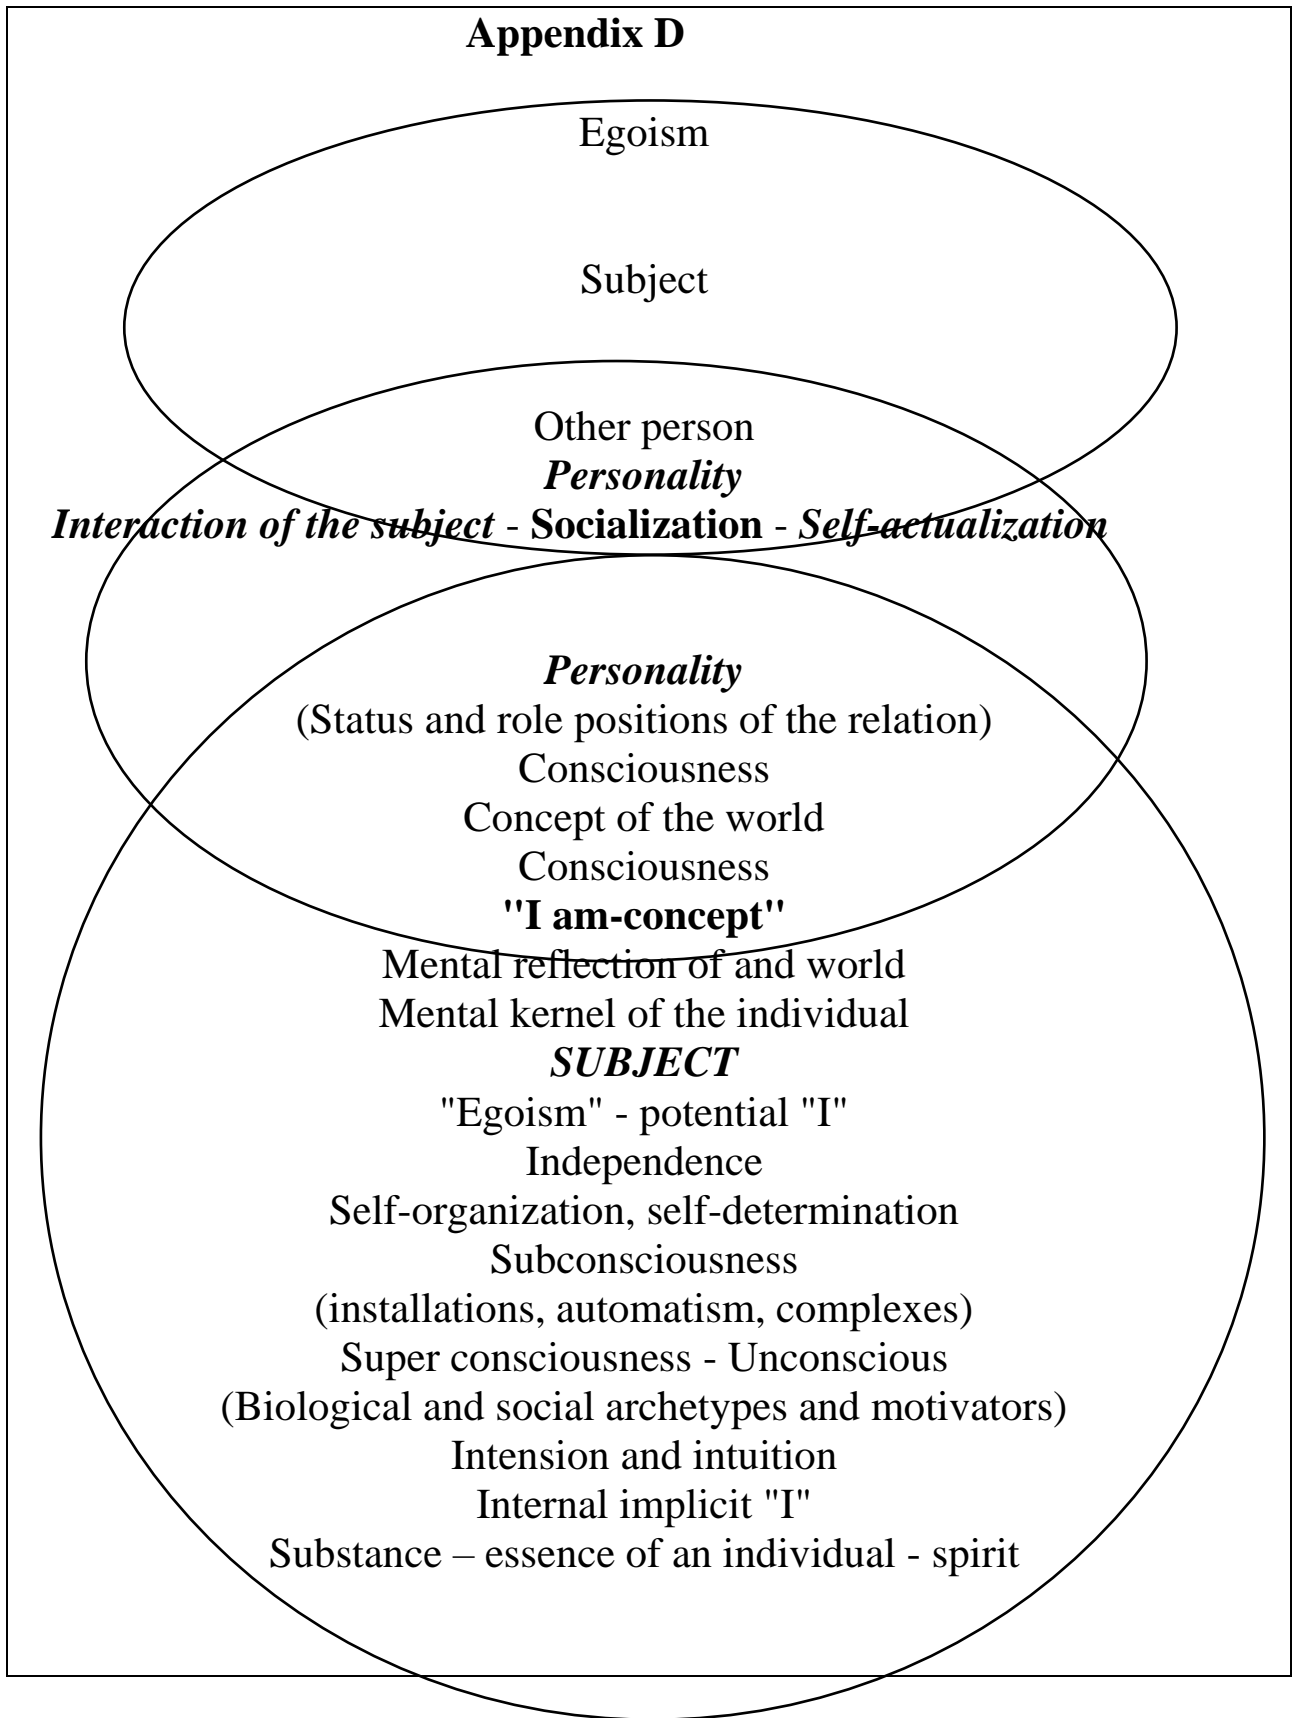 Appendix D
Egoism
Subject
Other person
Personality
Interaction of the subject - Socialization - Self-actualization
Personality
(Status and role positions of the relation)
Consciousness
Concept of the world
Consciousness
"I am-concept"
Mental reflection of and world
Mental kernel of the individual
SUBJECT
"Egoism" - potential "I"
Independence
Self-organization, self-determination
Subconsciousness
(installations, automatism, complexes)
Super consciousness - Unconscious
(Biological and social archetypes and motivators)
Intension and intuition
Internal implicit "I"
Substance – essence of an individual - spirit